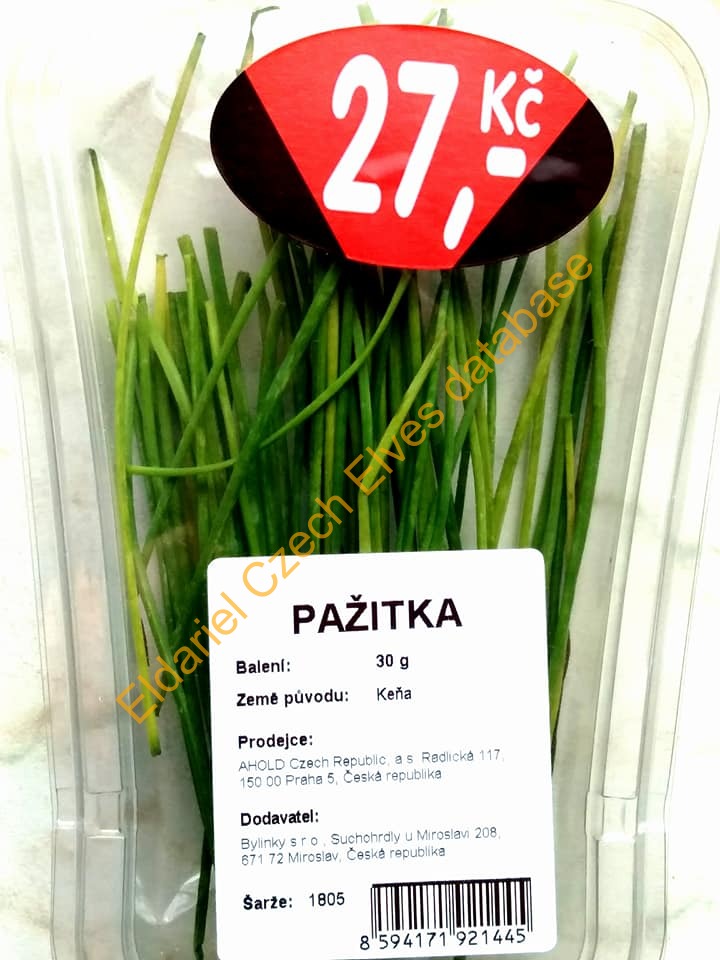 27,- Kč
Eldariel Czech Elves database
PAŽITKA
Balení: 30 g
Země původu: Keňa
Prodejce:
AHOLD Czech Republic, a s Radlická 117,
150 00 Praha 5, Česká republika
Dodavatel:
Bylinky s r o , Suchohrdly u Miroslavi 208,
671 72 Miroslav, Česká republika
Šarže: 1805
8 594171 921445